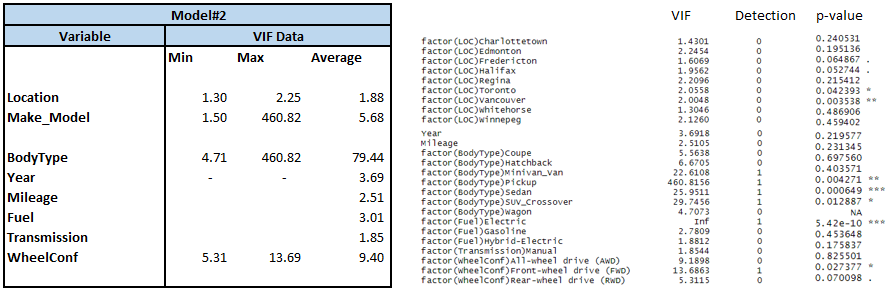 Model#2
Variable VIF Data
Min Max Average
Location 1.30 2.25 1.88
Make_Model 1.50 460.82 5.68
BodyType 4.71 460.82 79.44
Year - - 3.69
Mileage 2.51
Fuel 3.01
Transmission 1.85
WheelConf 5.31 13.69 9.40
VIF Detection p-value
factor(LOC)Charlottetown 1.4301 0 0.240531
factor(LOC)Edmonton 2.2454 0 0.195136
factor(LOC)Fredericton 1.6069 0 0.064867 .
factor(LOC)Halifax 1.9562 0 0.052744 .
factor(LOC)Regina 2.2096 0 0.215412
factor(LOC)Toronto 2.0558 0 0.042393 *
factor(LOC)Vancouver 2.0048 0 0.003538 **
factor(LOC)Whitehorse 1.3046 0 0.486906
factor(LOC)Winnepeg 2.1260 0 0.459402
Year 3.6918 0 0.219577
Mileage 2.5105 0 0.231345
factor(BodyType)Coupe 5.5638 0 0.697560
factor(BodyType)Hatchback 6.6705 0 0.403571
factor(BodyType)Minivan_Van 22.6108 1 0.004271 **
factor(BodyType)Pickup 460.8156 1 0.000649 ***
factor(BodyType)Sedan 25.9511 1 0.012887 *
factor(BodyType)SUV_Crossover 29.7456 1 NA
factor(BodyType)Wagon 4.7073 0 5.42e-10 ***
factor(Fuel)Electric Inf 1 0.453648
factor(Fuel)Gasoline 2.7809 0 0.175837
factor(Fuel)Hybrid-Electric 1.8812 0 0.825501
factor(Transmission)Manual 1.8544 0 0.027377 *
factor(WheelConf)All-wheel drive (AWD) 9.1898 0 0.070098 .
factor(WheelConf)Front-wheel drive (FWD) 13.6863 1
factor(WheelConf)Rear-wheel drive (RWD) 5.3115 0